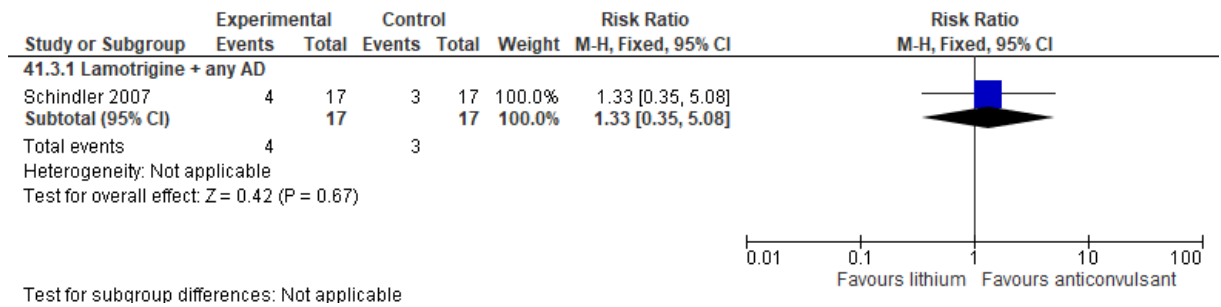 Experimental Control Risk Ratio Risk Ratio
Study or Subgroup Events Total Events Total Weight M-H, Fixed, 95% CI M-H, Fixed, 95% CI
41.3.1 Lamotrigine + any AD
Schindler 2007 4 17 3 17 100.0% 1.33 [0.35, 5.08]
Subtotal (95% CI) 17 17 100.0% 1.33 [0.35, 5.08]
Total events 4 3
Heterogeneity: Not applicable
Test for overall effect: Z = 0.42 (P = 0.67)
0.01 0.1 1 10 100
Favours lithium Favours anticonvulsant
Test for subgroup differences: Not applicable